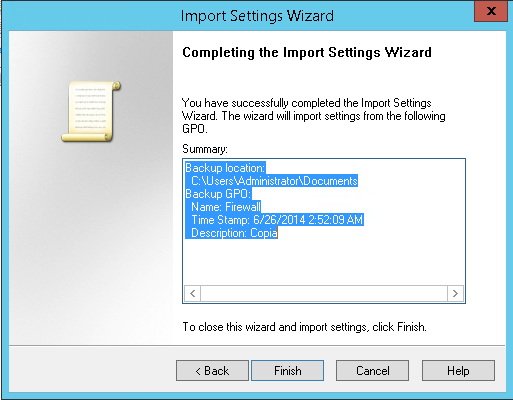 Import Settings Wizard
x
Completing the Import Settings Wizard
You have successfully completed the Import Settings
Wizard. The wizard will import settings from the following
GPO.
Summary:
Backup location:
C:\Users\Administrator\Documents
Backup GPO:
Name: Firewall
Time Stamp: 6/26/2014 2:52:09 AM
Description: Copia
To close this wizard and import settings, click Finish.
< Back
Finish
Cancel
Help